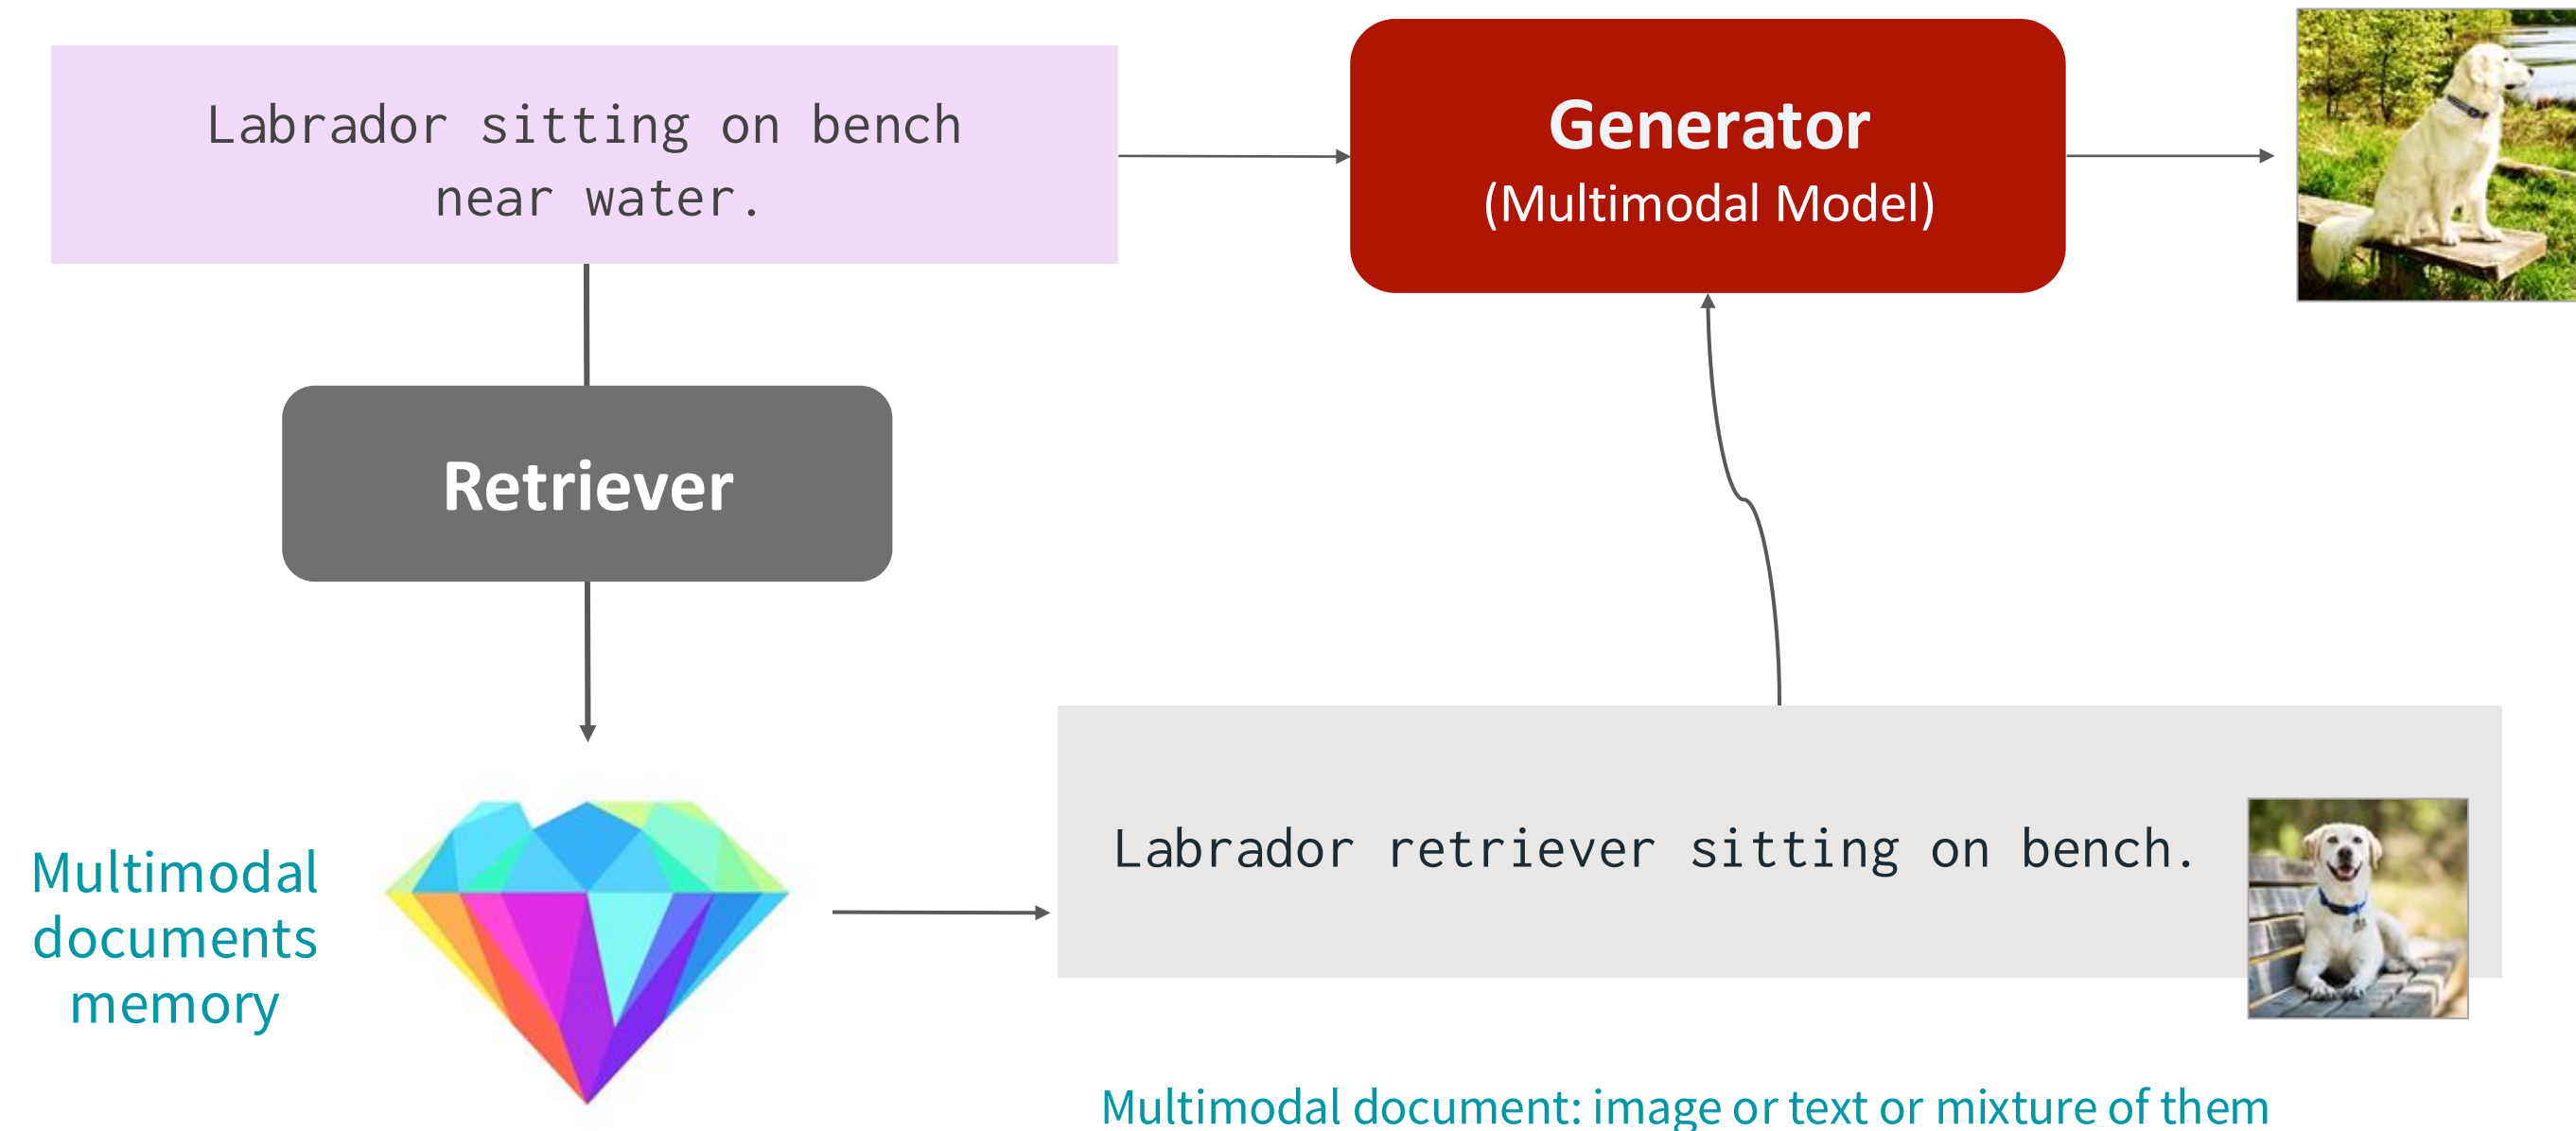 Labrador sitting on bench
near water.
Generator
(Multimodal Model)
Retriever
Multimodal
documents
memory
Labrador retriever sitting on bench.
Multimodal document: image or text or mixture of them